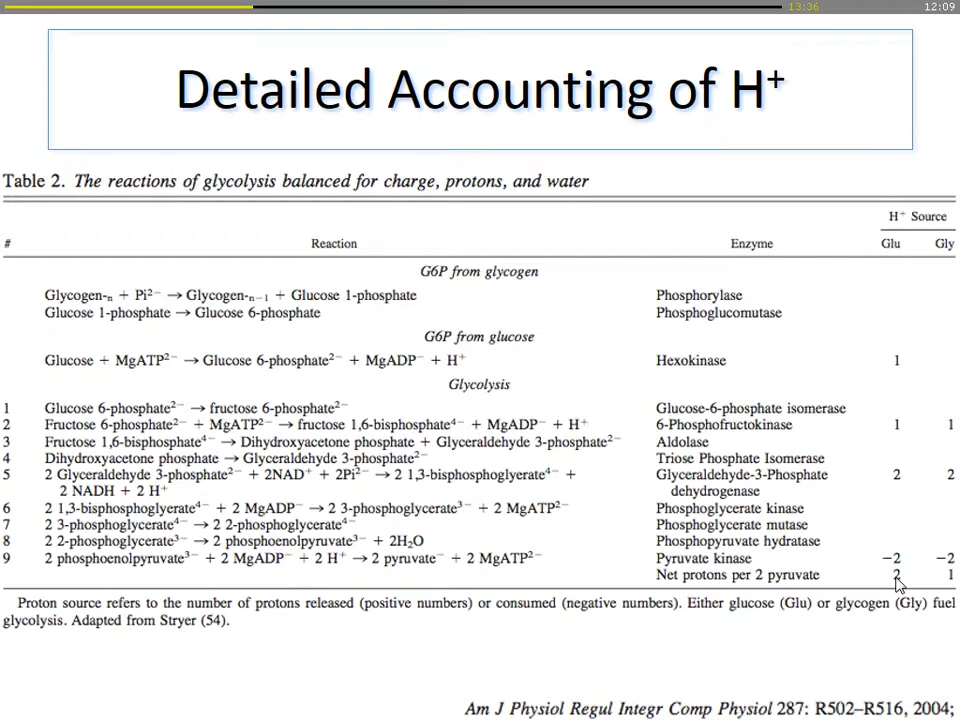 13:36 12:09
Detailed Accounting of H⁺
Table 2. The reactions of glycolysis balanced for charge, protons, and water
H⁺ Source
# Reaction Enzyme Glu Gly
G6P from glycogen
Glycogen-ₙ + Pi²⁻ → Glycogen-ₙ₋₁ + Glucose 1-phosphate Phosphorylase
Glucose 1-phosphate → Glucose 6-phosphate Phosphoglucomutase
G6P from glucose
Glucose + MgATP²⁻ → Glucose 6-phosphate²⁻ + MgADP⁻ + H⁺ Hexokinase 1
Glycolysis
1 Glucose 6-phosphate²⁻ → fructose 6-phosphate²⁻ Glucose-6-phosphate isomerase
2 Fructose 6-phosphate²⁻ + MgATP²⁻ → fructose 1,6-bisphosphate⁴⁻ + MgADP⁻ + H⁺ 6-Phosphofructokinase 1 1
3 Fructose 1,6-bisphosphate⁴⁻ → Dihydroxyacetone phosphate + Glyceraldehyde 3-phosphate²⁻ Aldolase
4 Dihydroxyacetone phosphate → Glyceraldehyde 3-phosphate²⁻ Triose Phosphate Isomerase
5 2 Glyceraldehyde 3-phosphate²⁻ + 2NAD⁺ + 2Pi²⁻ → 2 1,3-bisphosphoglyerate⁴⁻ + Glyceraldehyde-3-Phosphate 2 2
2 NADH + 2 H⁺ dehydrogenase
6 2 1,3-bisphosphoglyerate⁴⁻ + 2 MgADP⁻ → 2 3-phosphoglycerate³⁻ + 2 MgATP²⁻ Phosphoglycerate kinase
7 2 3-phosphoglycerate⁴⁻ → 2 2-phosphoglycerate⁴⁻ Phosphoglycerate mutase
8 2 2-phosphoglycerate³⁻ → 2 phosphoenolpyruvate³⁻ + 2H₂O Phosphopyruvate hydratase
9 2 phosphoenolpyruvate³⁻ + 2 MgADP⁻ + 2 H⁺ → 2 pyruvate⁻ + 2 MgATP²⁻ Pyruvate kinase −2 −2
Net protons per 2 pyruvate 2 1
Proton source refers to the number of protons released (positive numbers) or consumed (negative numbers). Either glucose (Glu) or glycogen (Gly) fuel
glycolysis. Adapted from Stryer (54).
Am J Physiol Regul Integr Comp Physiol 287: R502–R516, 2004;